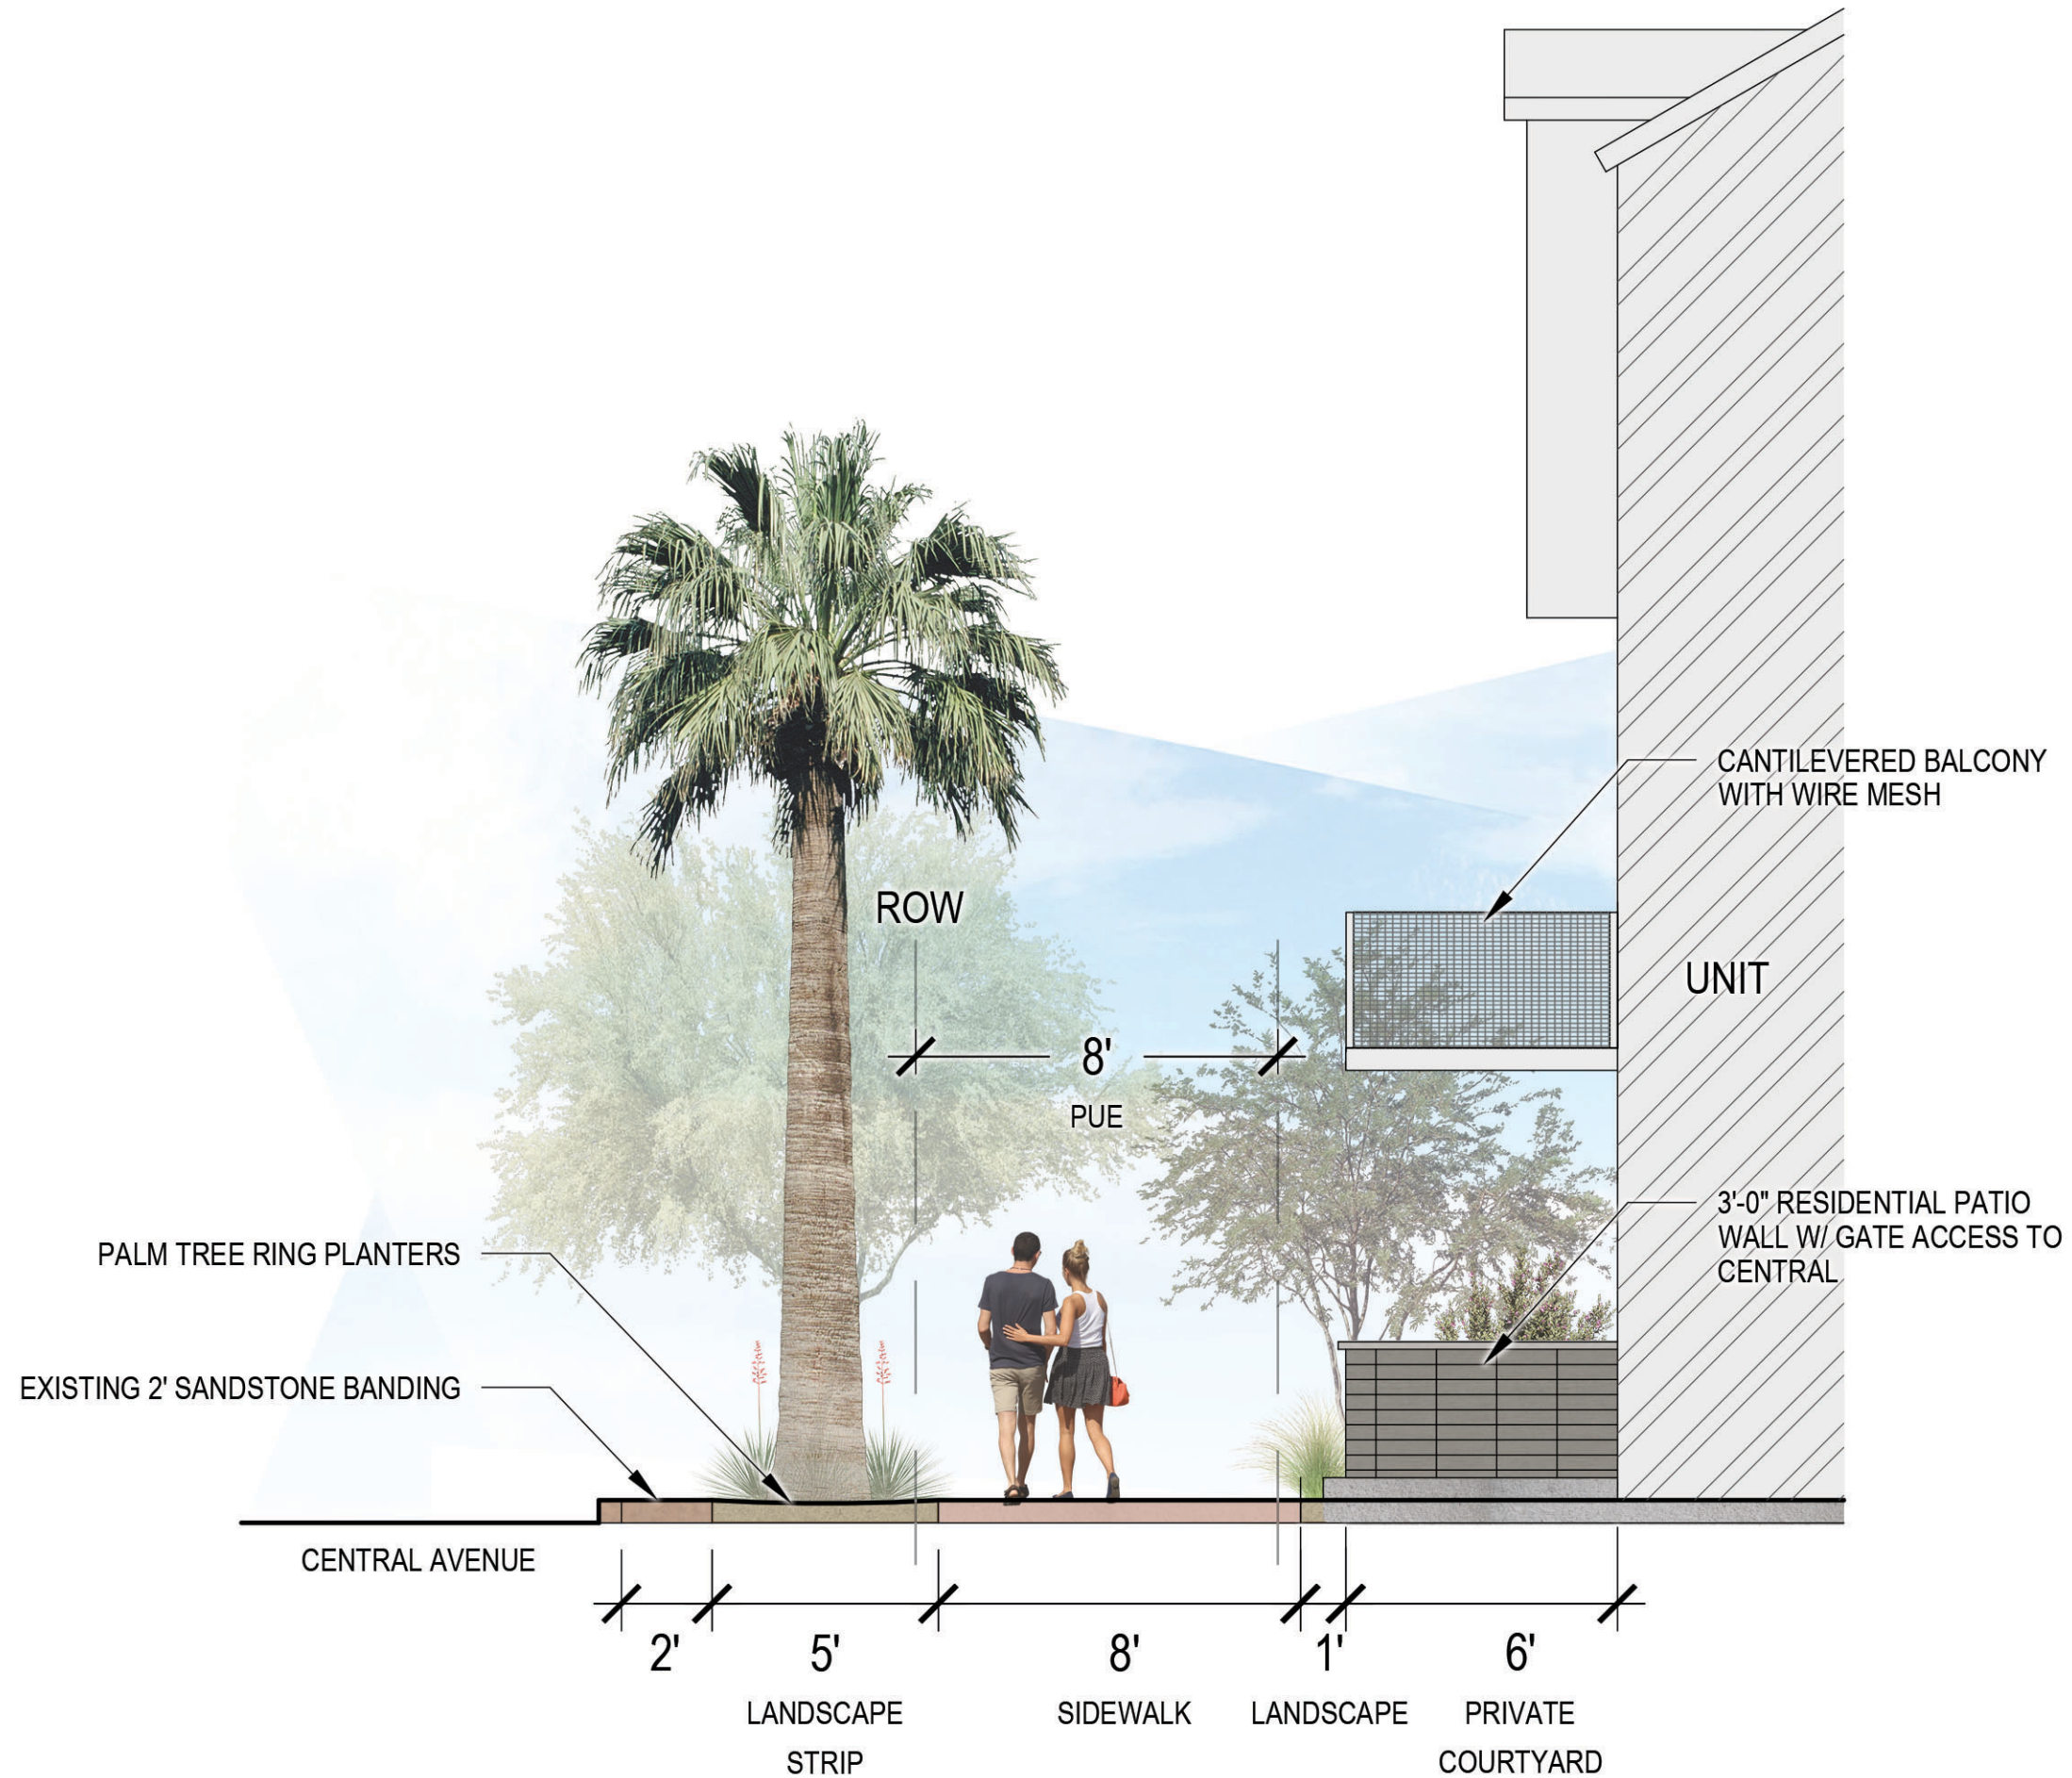 CANTILEVERED BALCONY
WITH WIRE MESH
ROW
UNIT
8'
PUE
3'-0" RESIDENTIAL PATIO
WALL W/ GATE ACCESS TO
CENTRAL
PALM TREE RING PLANTERS
EXISTING 2' SANDSTONE BANDING
CENTRAL AVENUE
2'
5'
LANDSCAPE
STRIP
8'
SIDEWALK
1'
LANDSCAPE
6'
PRIVATE
COURTYARD